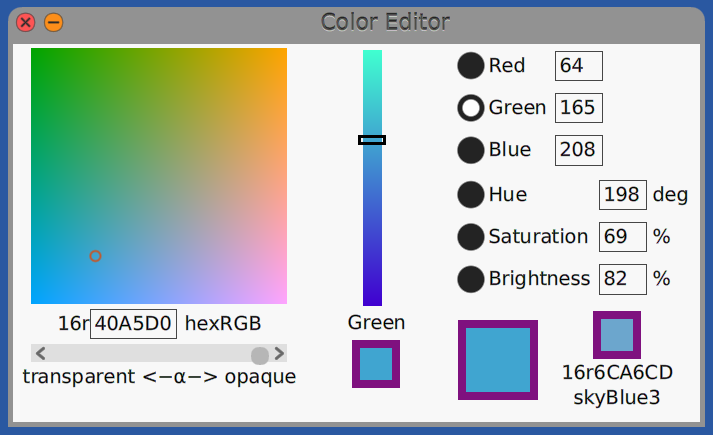 Color Editor
Red 64
Green 165
Blue 208
Hue 198 deg
Saturation 69 %
Brightness 82 %
16r 40A5D0 hexRGB
transparent <−α−> opaque
Green
16r6CA6CD
skyBlue3